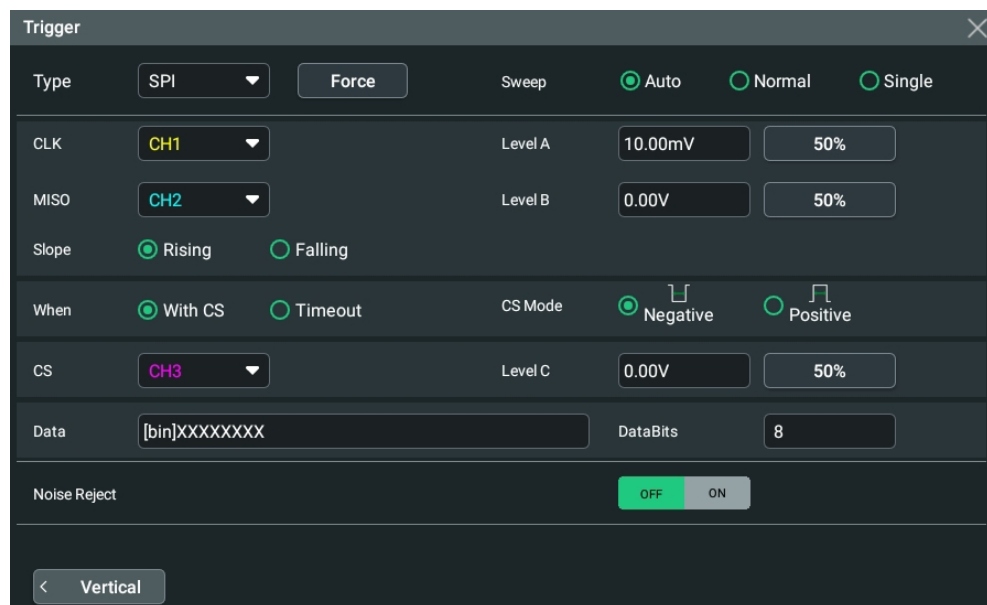 Trigger
Type SPI Force Sweep Auto Normal Single
CLK CH1 Level A 10.00mV 50%
MISO CH2 Level B 0.00V 50%
Slope Rising Falling
When With CS Timeout CS Mode Negative Positive
CS CH3 Level C 0.00V 50%
Data [bin]XXXXXXXX DataBits 8
Noise Reject OFF ON
< Vertical